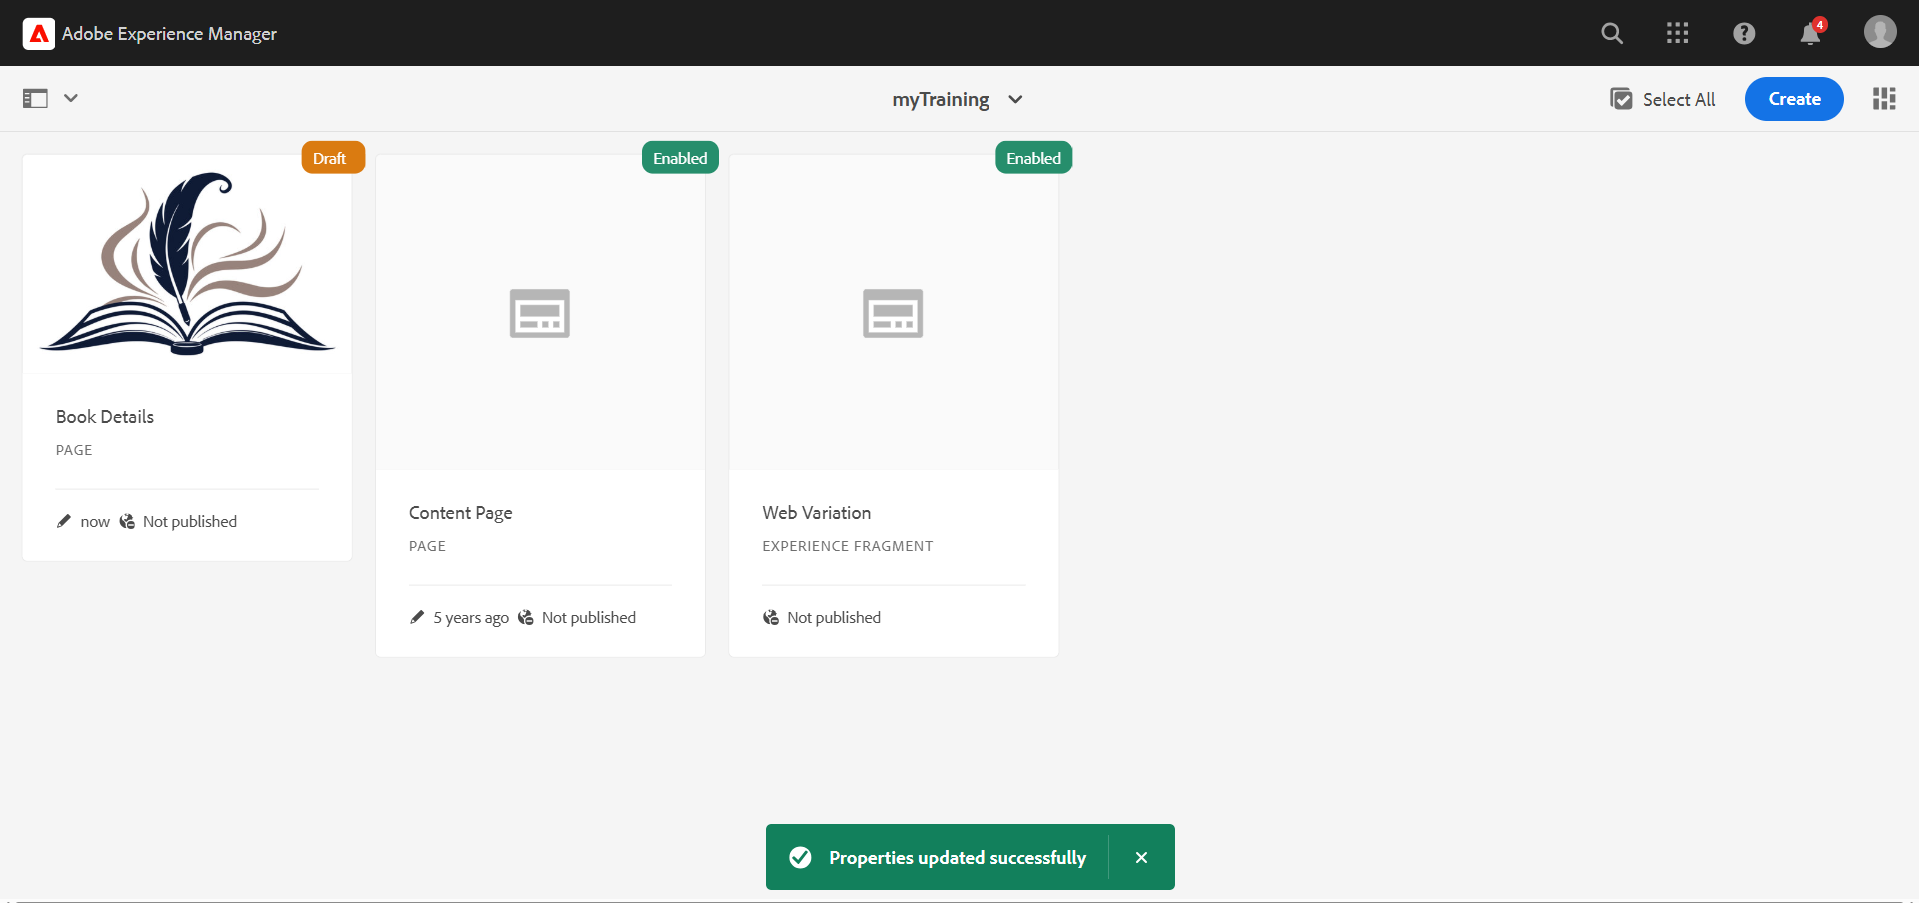 Adobe Experience Manager
4
myTraining
Select All
Create
Draft
Enabled
Enabled
Book Details
PAGE
now Not published
Content Page
PAGE
5 years ago Not published
Web Variation
EXPERIENCE FRAGMENT
Not published
Properties updated successfully